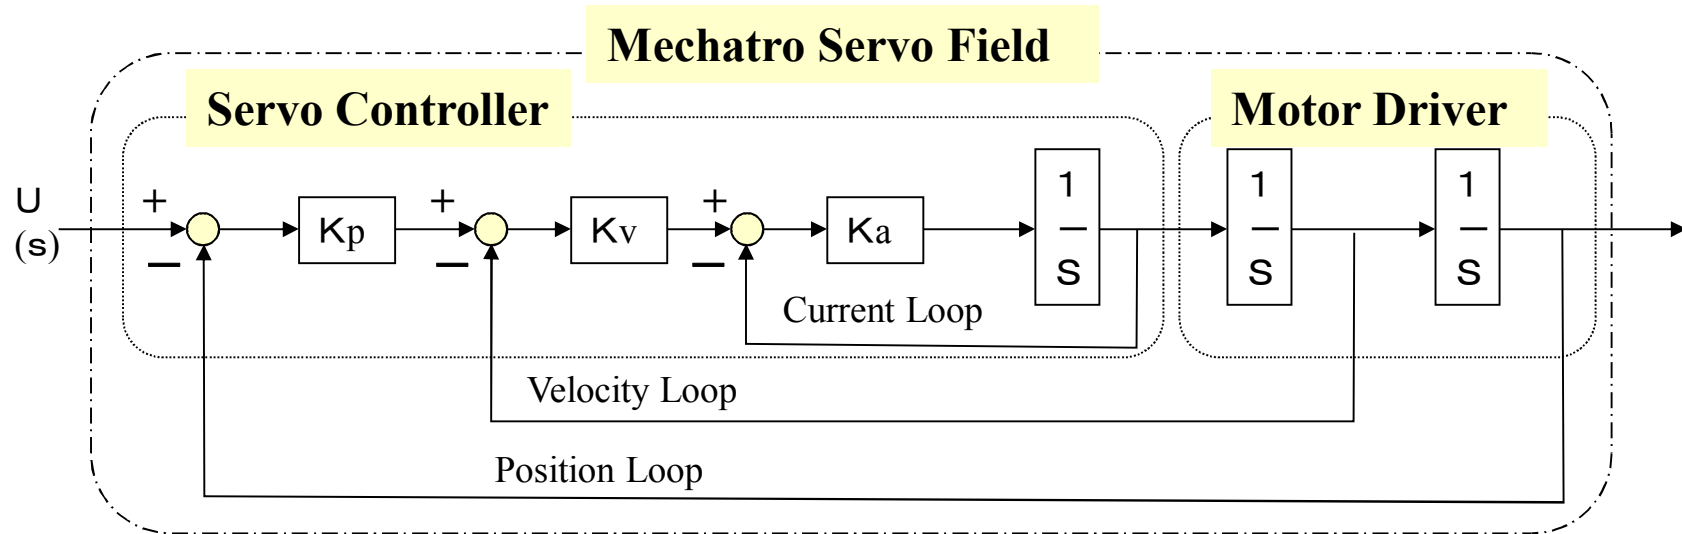 Mechatro Servo Field
Servo Controller
Motor Driver
U
(s)
+
−
Kp
+
−
Kv
+
−
Ka
1
S
1
S
1
S
Current Loop
Velocity Loop
Position Loop